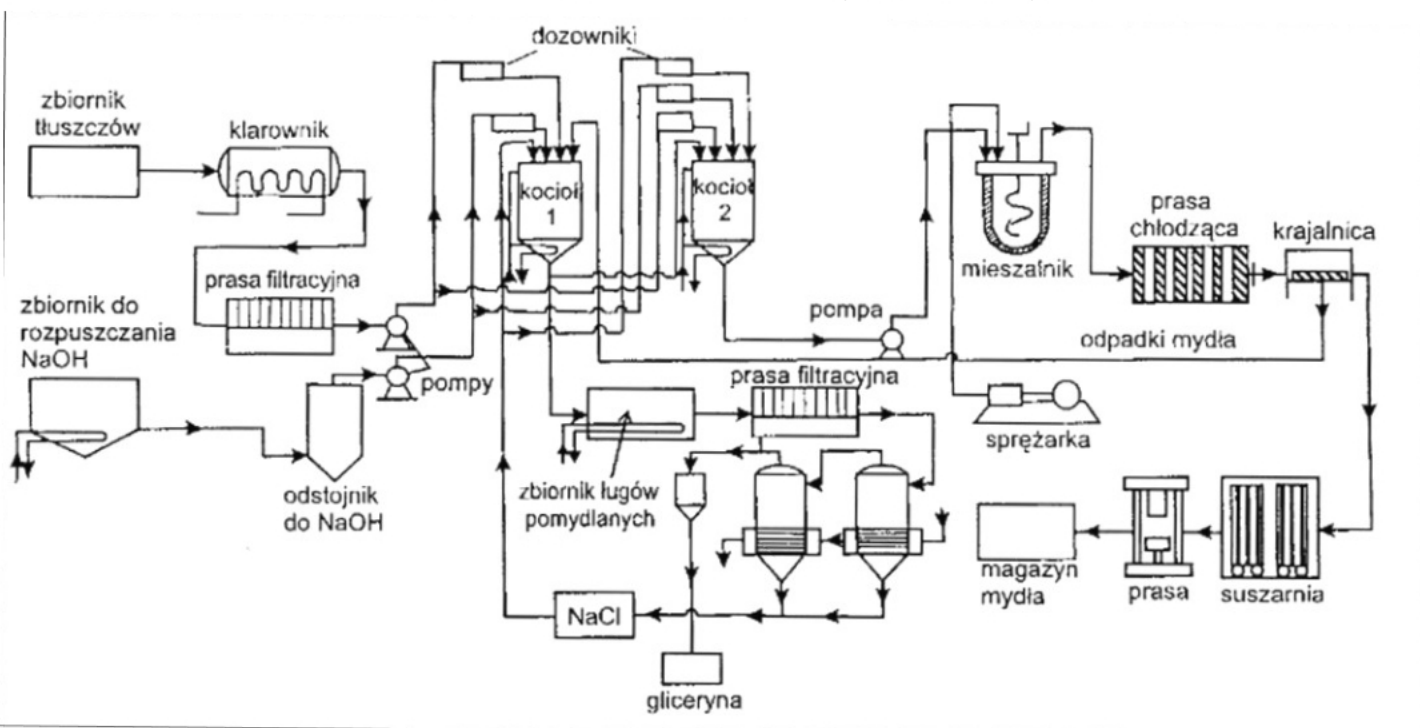 dozowniki
zbiornik
tłuszczów
klarownik
kocioł
1
kocioł
2
prasa
chłodząca
krajalnica
mieszalnik
prasa filtracyjna
zbiornik do
rozpuszczania
NaOH
pompa
odpadki mydła
pompy
prasa filtracyjna
sprężarka
odstojnik
do NaOH
zbiornik ługów
pomydlanych
magazyn
mydła
prasa
suszarnia
NaCl
gliceryna